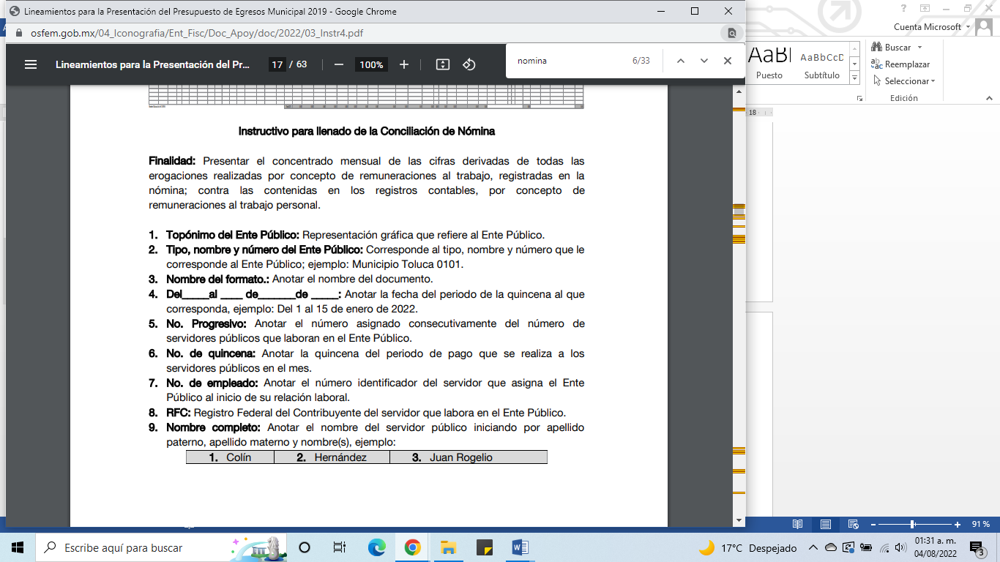 Lineamientos para la Presentación del Presupuesto de Egresos Municipal 2019 - Google Chrome
osfem.gob.mx/04_Iconografia/Ent_Fisc/Doc_Apoy/doc/2022/03_Instr4.pdf
Lineamientos para la Presentación del Pr...
17 / 63
100%
nomina
6/33
Instructivo para llenado de la Conciliación de Nómina
Finalidad: Presentar el concentrado mensual de las cifras derivadas de todas las
erogaciones realizadas por concepto de remuneraciones al trabajo, registradas en la
nómina; contra las contenidas en los registros contables, por concepto de
remuneraciones al trabajo personal.
1. Topónimo del Ente Público: Representación gráfica que refiere al Ente Público.
2. Tipo, nombre y número del Ente Público: Corresponde al tipo, nombre y número que le
corresponde al Ente Público; ejemplo: Municipio Toluca 0101.
3. Nombre del formato.: Anotar el nombre del documento.
4. Del_____al ____ de_______de _____: Anotar la fecha del periodo de la quincena al que
corresponda, ejemplo: Del 1 al 15 de enero de 2022.
5. No. Progresivo: Anotar el número asignado consecutivamente del número de
servidores públicos que laboran en el Ente Público.
6. No. de quincena: Anotar la quincena del periodo de pago que se realiza a los
servidores públicos en el mes.
7. No. de empleado: Anotar el número identificador del servidor que asigna el Ente
Público al inicio de su relación laboral.
8. RFC: Registro Federal del Contribuyente del servidor que labora en el Ente Público.
9. Nombre completo: Anotar el nombre del servidor público iniciando por apellido
paterno, apellido materno y nombre(s), ejemplo:
1. Colín 2. Hernández 3. Juan Rogelio
Cuenta Microsoft
AaBl AaBbCcD
Puesto Subtítulo
Buscar
Reemplazar
Seleccionar
Edición
18
91 %
Escribe aquí para buscar
17°C Despejado
01:31 a. m.
04/08/2022
3